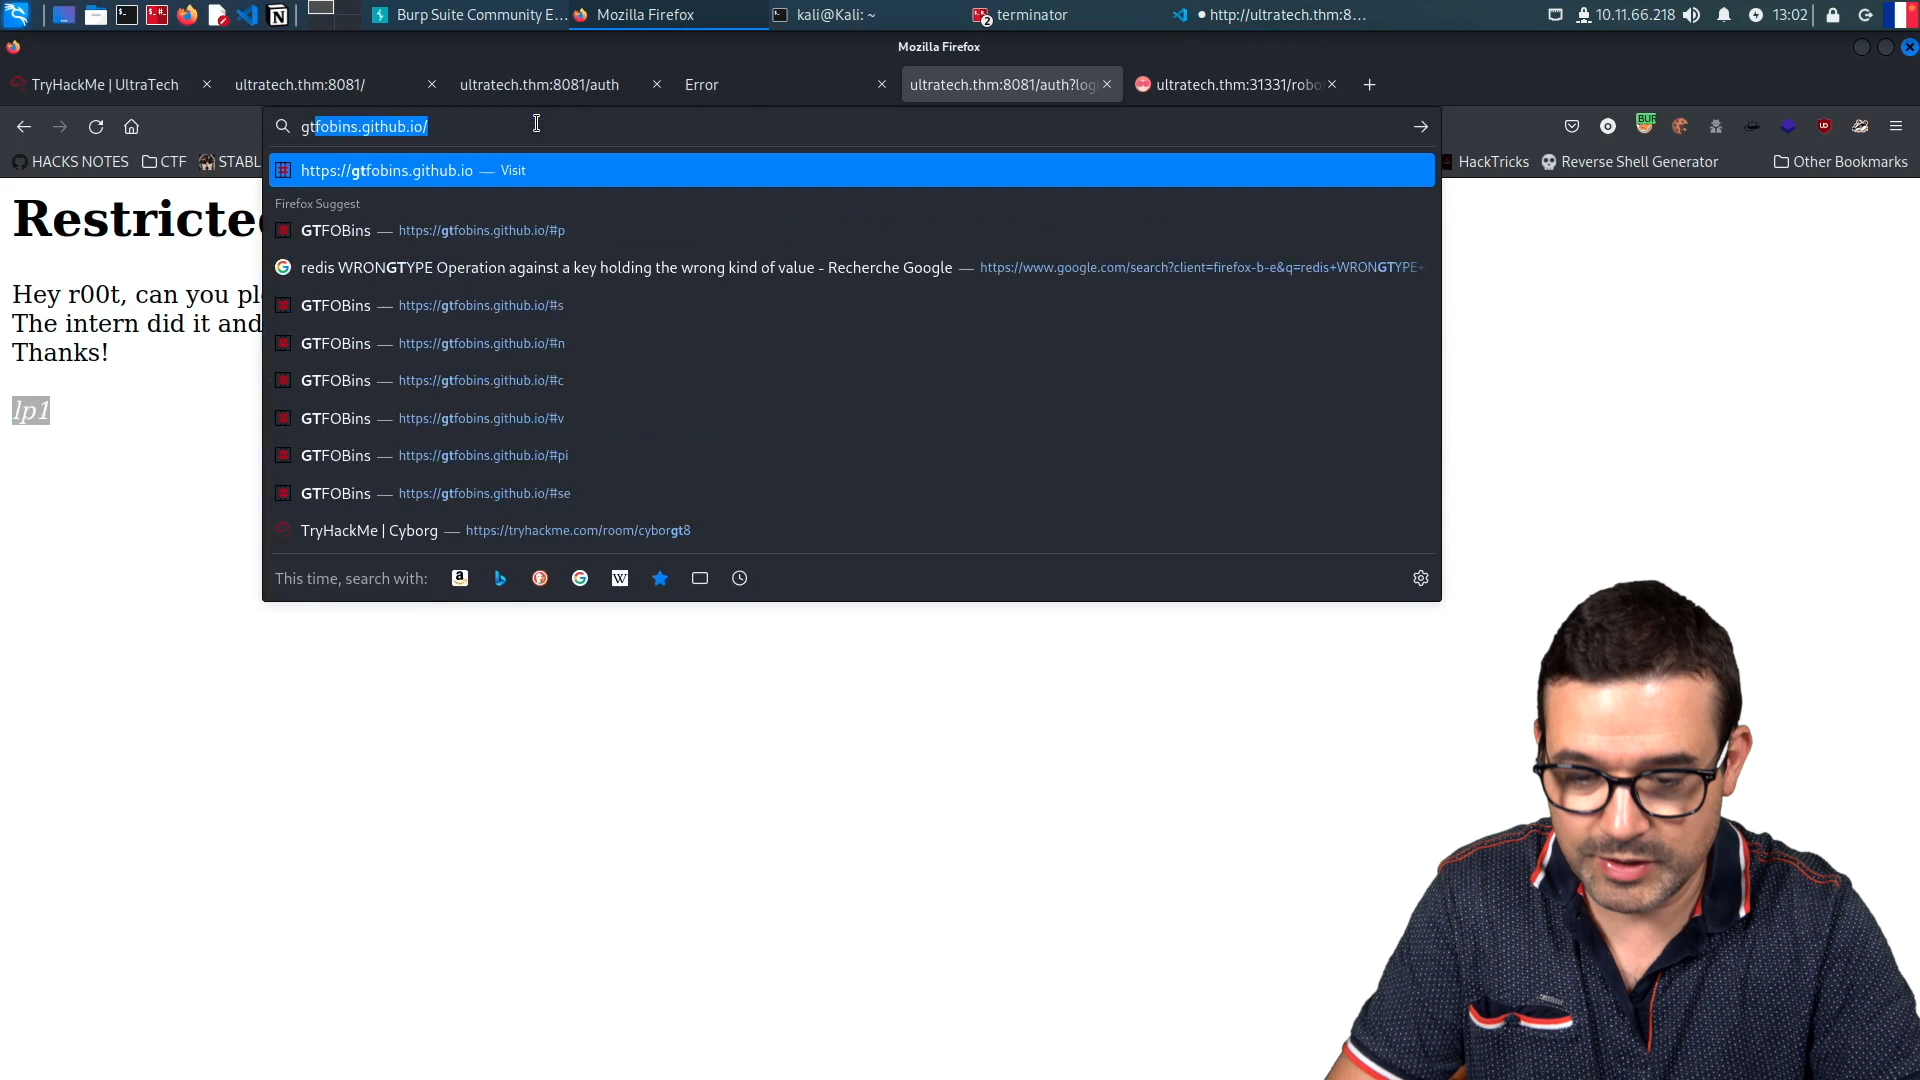 Burp Suite Community E...
Mozilla Firefox
kali@Kali: ~
2 terminator
● http://ultratech.thm:8...
10.11.66.218
13:02
Mozilla Firefox
TryHackMe | UltraTech
ultratech.thm:8081/
ultratech.thm:8081/auth
Error
ultratech.thm:8081/auth?log
ultratech.thm:31331/robo
gtfobins.github.io/
BUR
HACKS NOTES
CTF
STABL
HackTricks
Reverse Shell Generator
Other Bookmarks
https://gtfobins.github.io — Visit
Firefox Suggest
GTFOBins — https://gtfobins.github.io/#p
redis WRONGTYPE Operation against a key holding the wrong kind of value - Recherche Google — https://www.google.com/search?client=firefox-b-e&q=redis+WRONGTYPE+
GTFOBins — https://gtfobins.github.io/#s
GTFOBins — https://gtfobins.github.io/#n
GTFOBins — https://gtfobins.github.io/#c
GTFOBins — https://gtfobins.github.io/#v
GTFOBins — https://gtfobins.github.io/#pi
GTFOBins — https://gtfobins.github.io/#se
TryHackMe | Cyborg — https://tryhackme.com/room/cyborgt8
This time, search with:
Restricte
Hey r00t, can you pl
The intern did it and
Thanks!
lp1